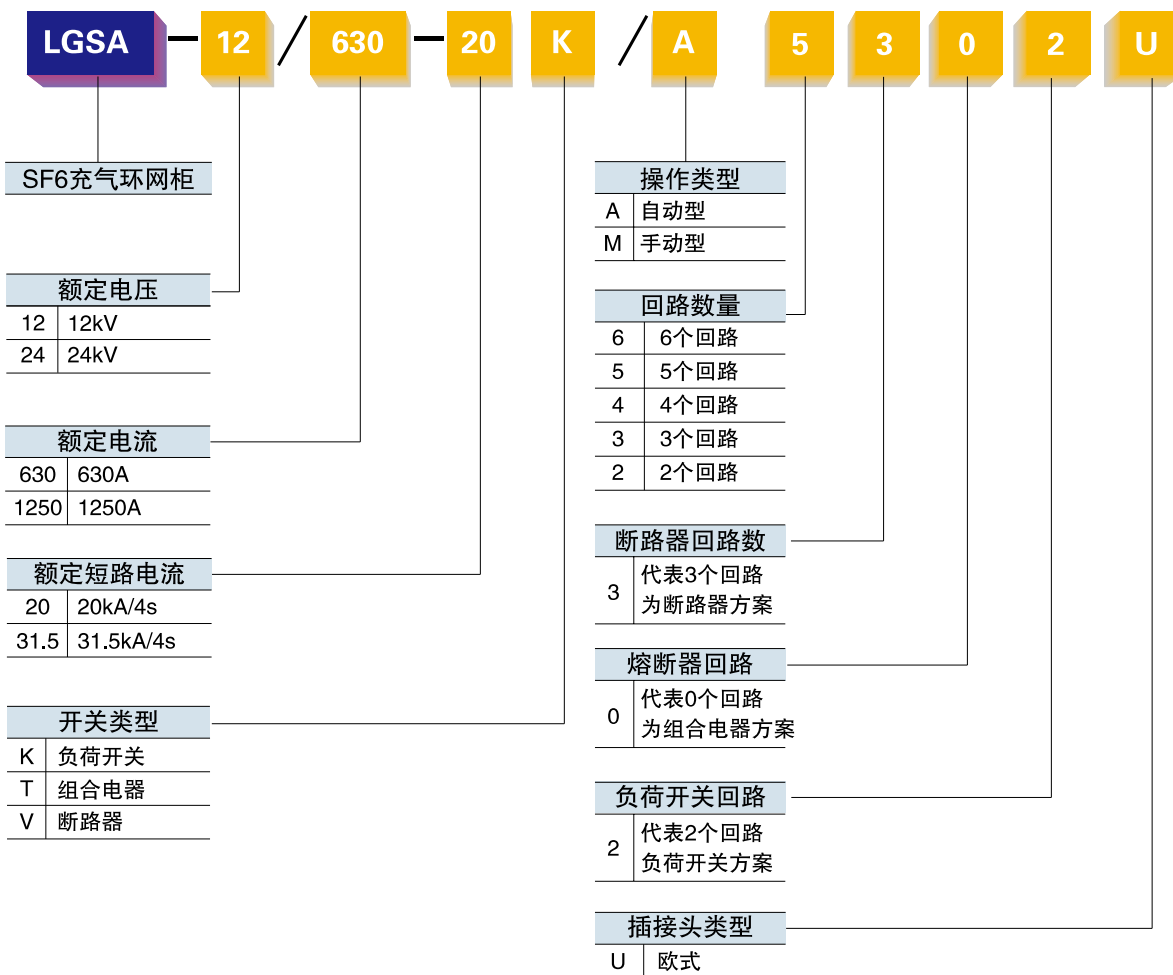 LGSA-12/630-20 K/A 5 3 0 2 U
SF6充气环网柜
额定电压
12 12kV
24 24kV
额定电流
630 630A
1250 1250A
额定短路电流
20 20kA/4s
31.5 31.5kA/4s
开关类型
K 负荷开关
T 组合电器
V 断路器
操作类型
A 自动型
M 手动型
回路数量
6 6个回路
5 5个回路
4 4个回路
3 3个回路
2 2个回路
断路器回路数
3 代表3个回路
为断路器方案
熔断器回路
0 代表0个回路
为组合电器方案
负荷开关回路
2 代表2个回路
负荷开关方案
插接头类型
U 欧式